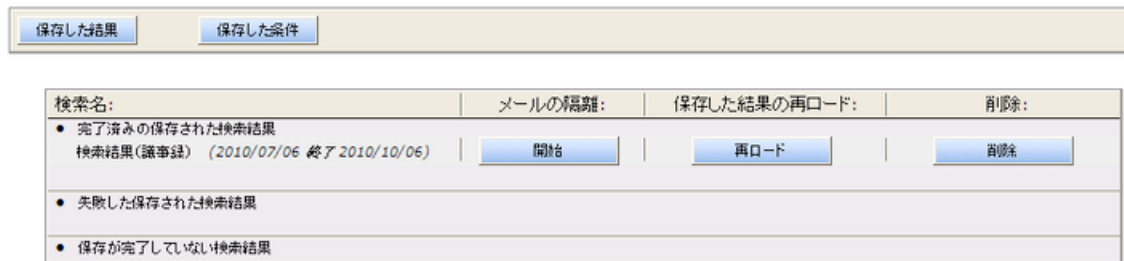 保存した結果 保存した条件
検索名: メールの隔離: 保存した結果の再ロード: 削除:
• 完了済みの保存された検索結果
検索結果(議事録) (2010/07/06 終了 2010/10/06) 開始 再ロード 削除
• 失敗した保存された検索結果
• 保存が完了していない検索結果